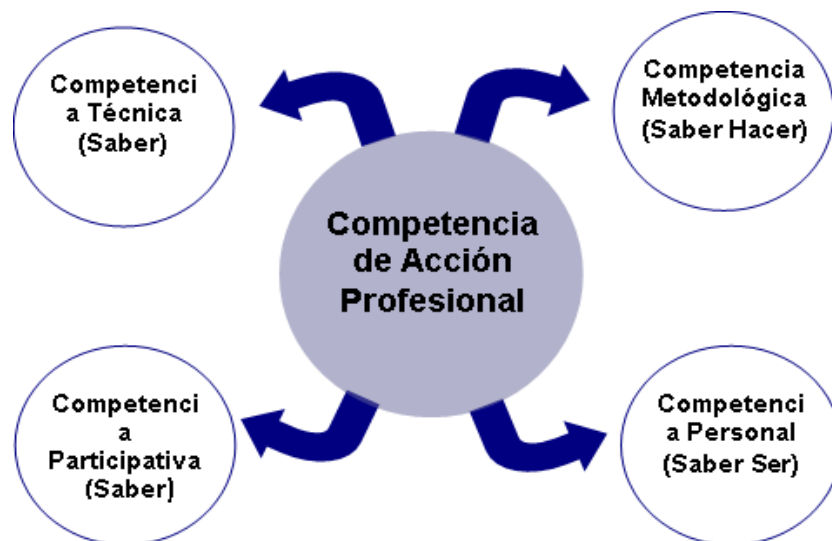 Competenci
a Técnica
(Saber)
Competencia
Metodológica
(Saber Hacer)
Competencia
de Acción
Profesional
Competenci
a
Participativa
(Saber)
Competenci
a Personal
(Saber Ser)